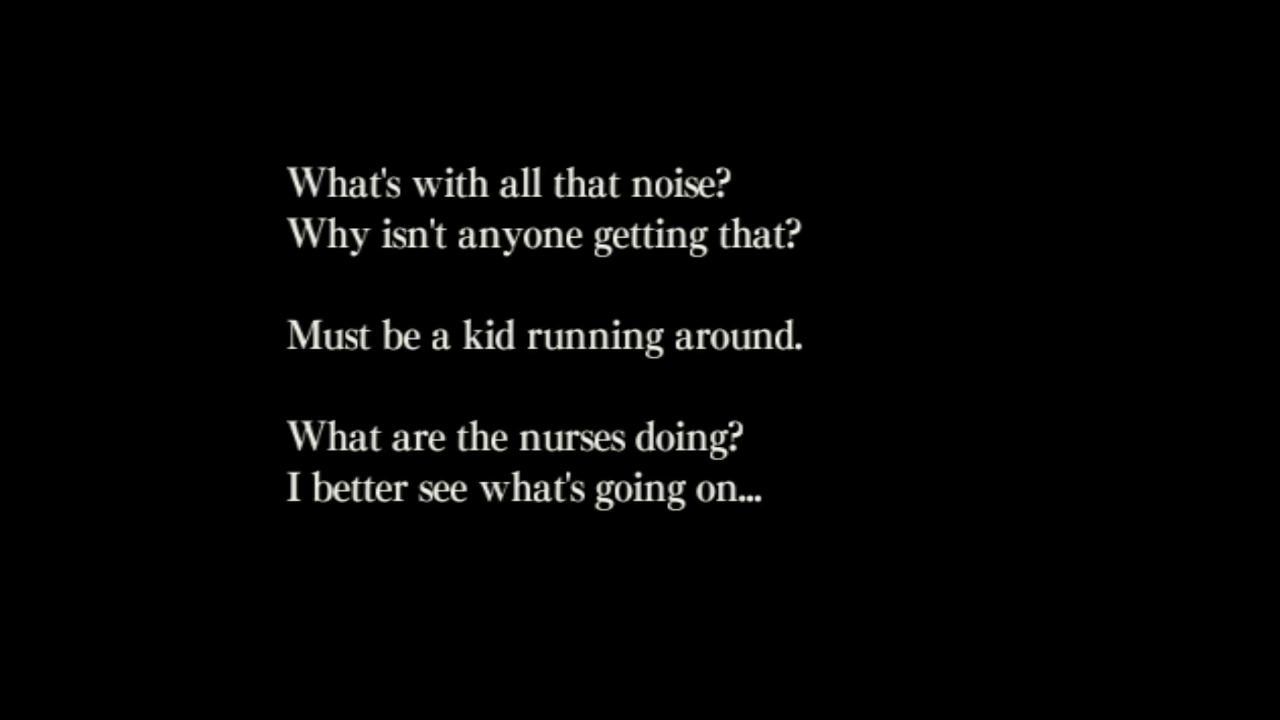 What's with all that noise?
Why isn't anyone getting that?
Must be a kid running around.
What are the nurses doing?
I better see what's going on...